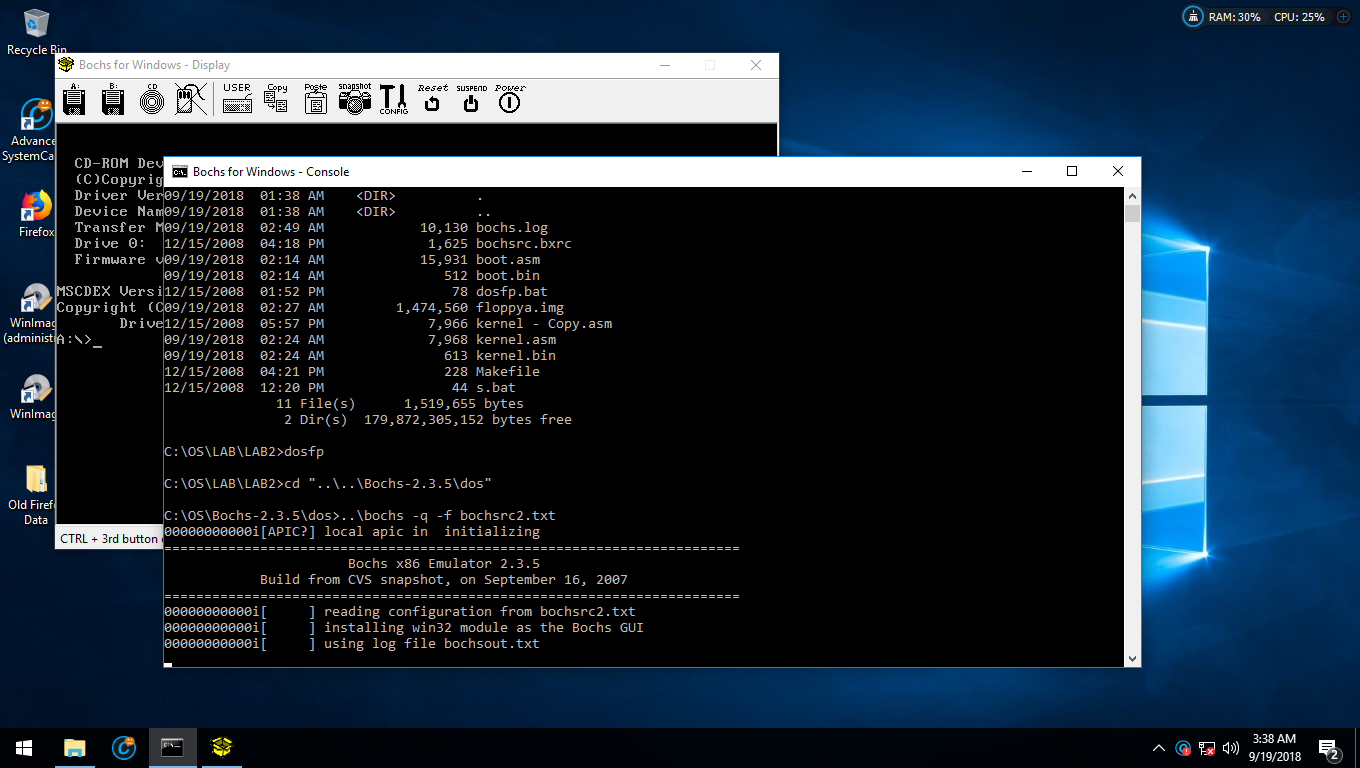 Recycle Bin
RAM: 30% CPU: 25%
Bochs for Windows - Display
A: B: CD USER Copy Paste snapshot CONFIG Reset SUSPEND Power
Advance
SystemCa
Firefox
WinImag
(administ
WinImag
Old Firef
Data
CD-ROM Dev
(C)Copyrig
Driver Ver
Device Nam
Transfer M
Drive 0:
Firmware v
MSCDEX Versi
Copyright (C
Drive
A:\>_
CTRL + 3rd button
Bochs for Windows - Console
09/19/2018 01:38 AM <DIR> .
09/19/2018 01:38 AM <DIR> ..
09/19/2018 02:49 AM 10,130 bochs.log
12/15/2008 04:18 PM 1,625 bochsrc.bxrc
09/19/2018 02:14 AM 15,931 boot.asm
09/19/2018 02:14 AM 512 boot.bin
12/15/2008 01:52 PM 78 dosfp.bat
09/19/2018 02:27 AM 1,474,560 floppya.img
12/15/2008 05:57 PM 7,966 kernel - Copy.asm
09/19/2018 02:24 AM 7,968 kernel.asm
09/19/2018 02:24 AM 613 kernel.bin
12/15/2008 04:21 PM 228 Makefile
12/15/2008 12:20 PM 44 s.bat
11 File(s) 1,519,655 bytes
2 Dir(s) 179,872,305,152 bytes free
C:\OS\LAB\LAB2>dosfp
C:\OS\LAB\LAB2>cd "..\..\Bochs-2.3.5\dos"
C:\OS\Bochs-2.3.5\dos>..\bochs -q -f bochsrc2.txt
00000000000i[APIC?] local apic in  initializing
========================================================================
Bochs x86 Emulator 2.3.5
Build from CVS snapshot, on September 16, 2007
========================================================================
00000000000i[     ] reading configuration from bochsrc2.txt
00000000000i[     ] installing win32 module as the Bochs GUI
00000000000i[     ] using log file bochsout.txt
3:38 AM
9/19/2018
2